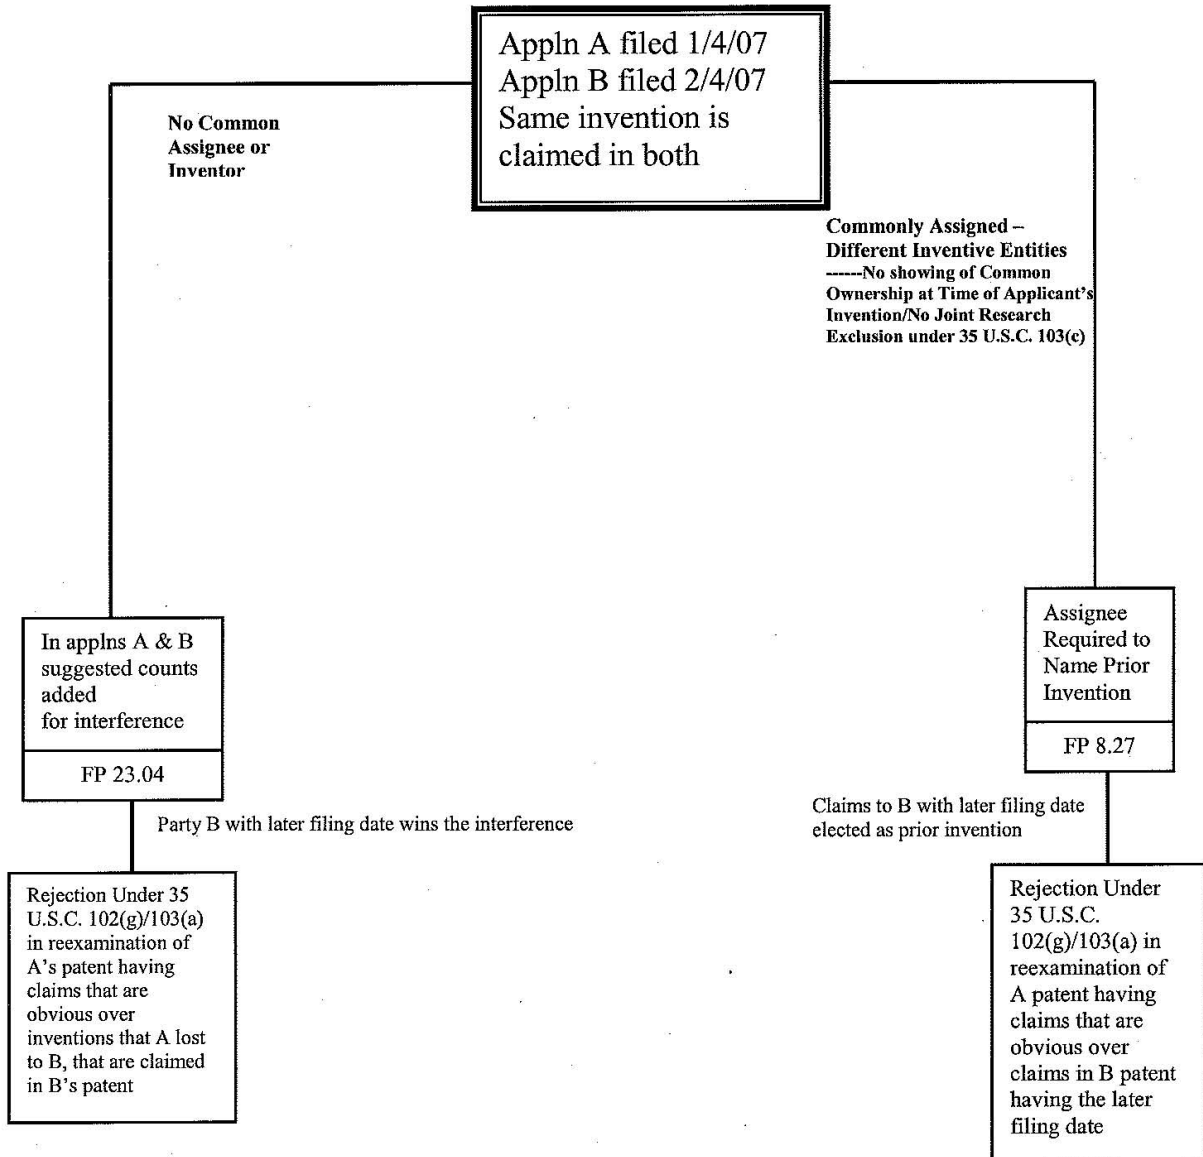 Appln A filed 1/4/07
Appln B filed 2/4/07
Same invention is
claimed in both
No Common
Assignee or
Inventor
Commonly Assigned –
Different Inventive Entities
------No showing of Common
Ownership at Time of Applicant's
Invention/No Joint Research
Exclusion under 35 U.S.C. 103(c)
In applns A & B
suggested counts
added
for interference
FP 23.04
Assignee
Required to
Name Prior
Invention
FP 8.27
Party B with later filing date wins the interference
Claims to B with later filing date
elected as prior invention
Rejection Under 35
U.S.C. 102(g)/103(a)
in reexamination of
A's patent having
claims that are
obvious over
inventions that A lost
to B, that are claimed
in B's patent
Rejection Under
35 U.S.C.
102(g)/103(a) in
reexamination of
A patent having
claims that are
obvious over
claims in B patent
having the later
filing date